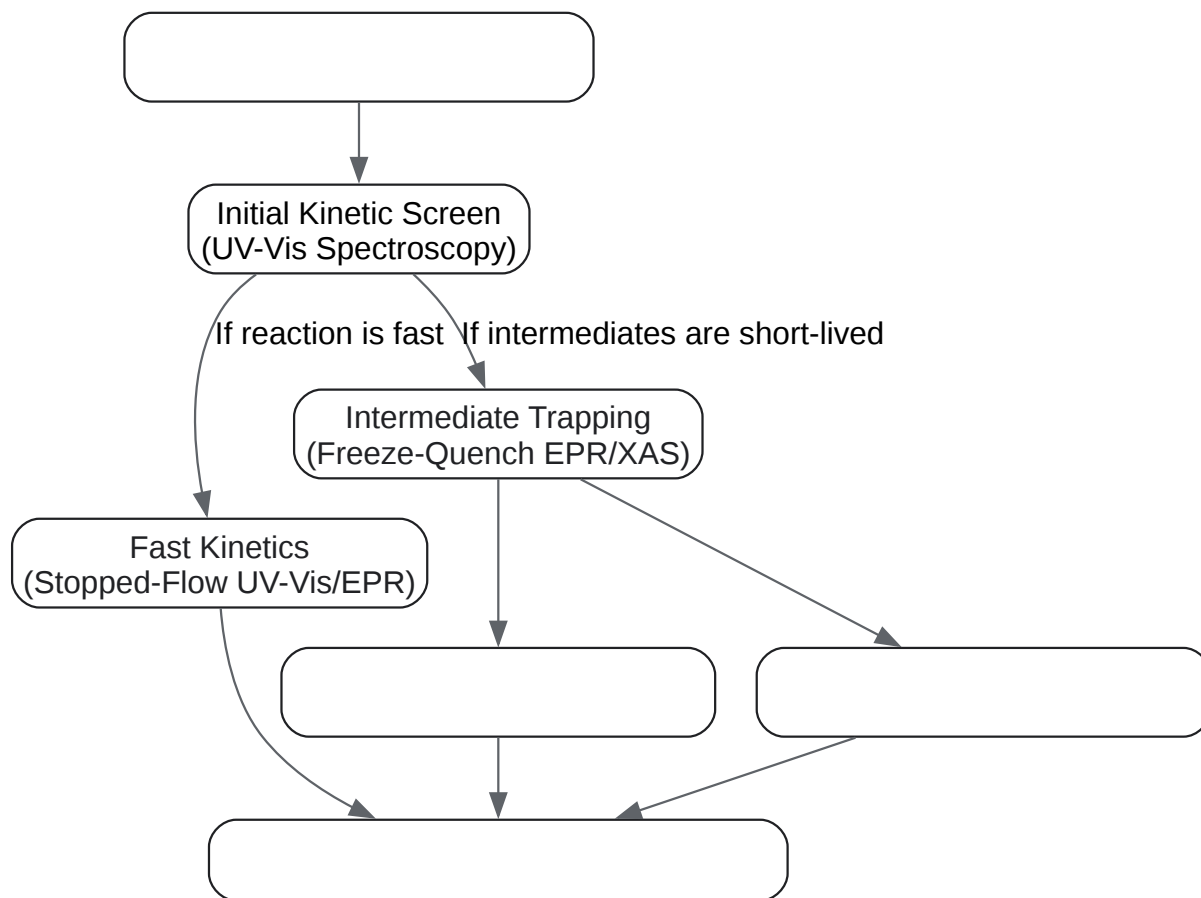 Initial Kinetic Screen
(UV-Vis Spectroscopy)
If reaction is fast
If intermediates are short-lived
Intermediate Trapping
(Freeze-Quench EPR/XAS)
Fast Kinetics
(Stopped-Flow UV-Vis/EPR)